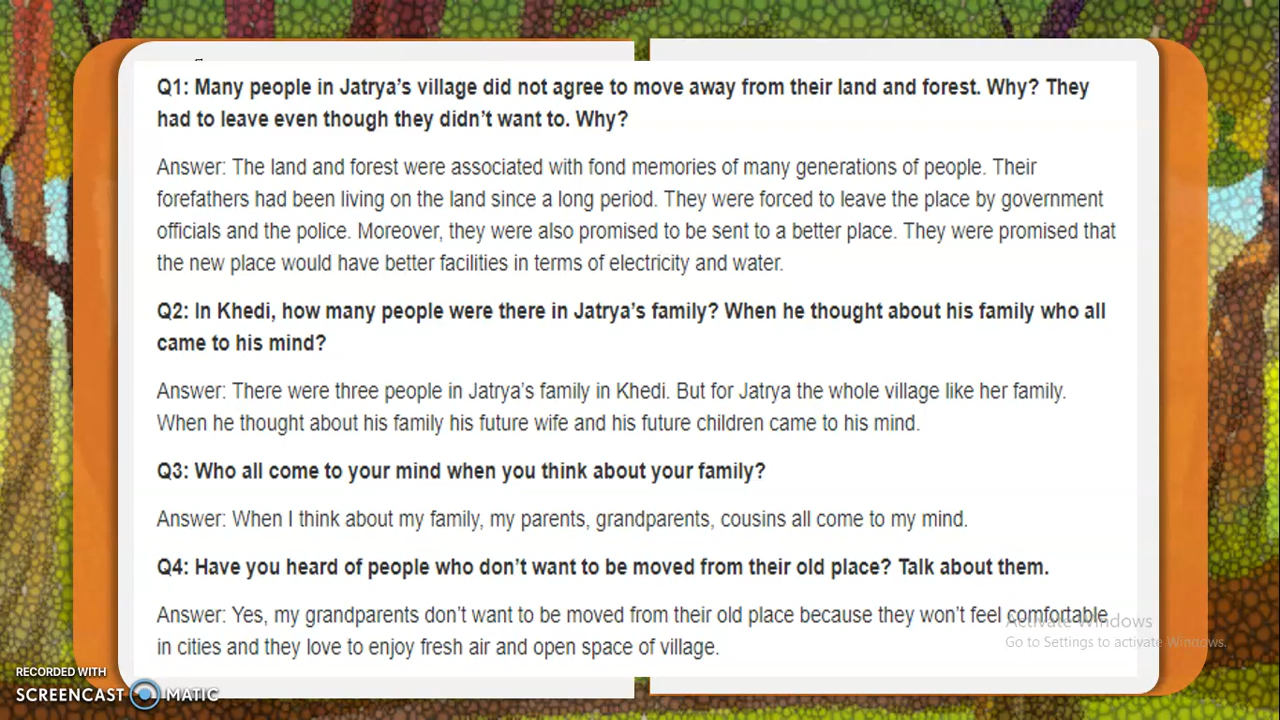 Q1: Many people in Jatrya’s village did not agree to move away from their land and forest. Why? They
had to leave even though they didn’t want to. Why?
Answer: The land and forest were associated with fond memories of many generations of people. Their
forefathers had been living on the land since a long period. They were forced to leave the place by government
officials and the police. Moreover, they were also promised to be sent to a better place. They were promised that
the new place would have better facilities in terms of electricity and water.
Q2: In Khedi, how many people were there in Jatrya’s family? When he thought about his family who all
came to his mind?
Answer: There were three people in Jatrya’s family in Khedi. But for Jatrya the whole village like her family.
When he thought about his family his future wife and his future children came to his mind.
Q3: Who all come to your mind when you think about your family?
Answer: When I think about my family, my parents, grandparents, cousins all come to my mind.
Q4: Have you heard of people who don’t want to be moved from their old place? Talk about them.
Answer: Yes, my grandparents don’t want to be moved from their old place because they won’t feel comfortable
in cities and they love to enjoy fresh air and open space of village.
Activate Windows
Go to Settings to activate Windows.
RECORDED WITH
SCREENCAST MATIC